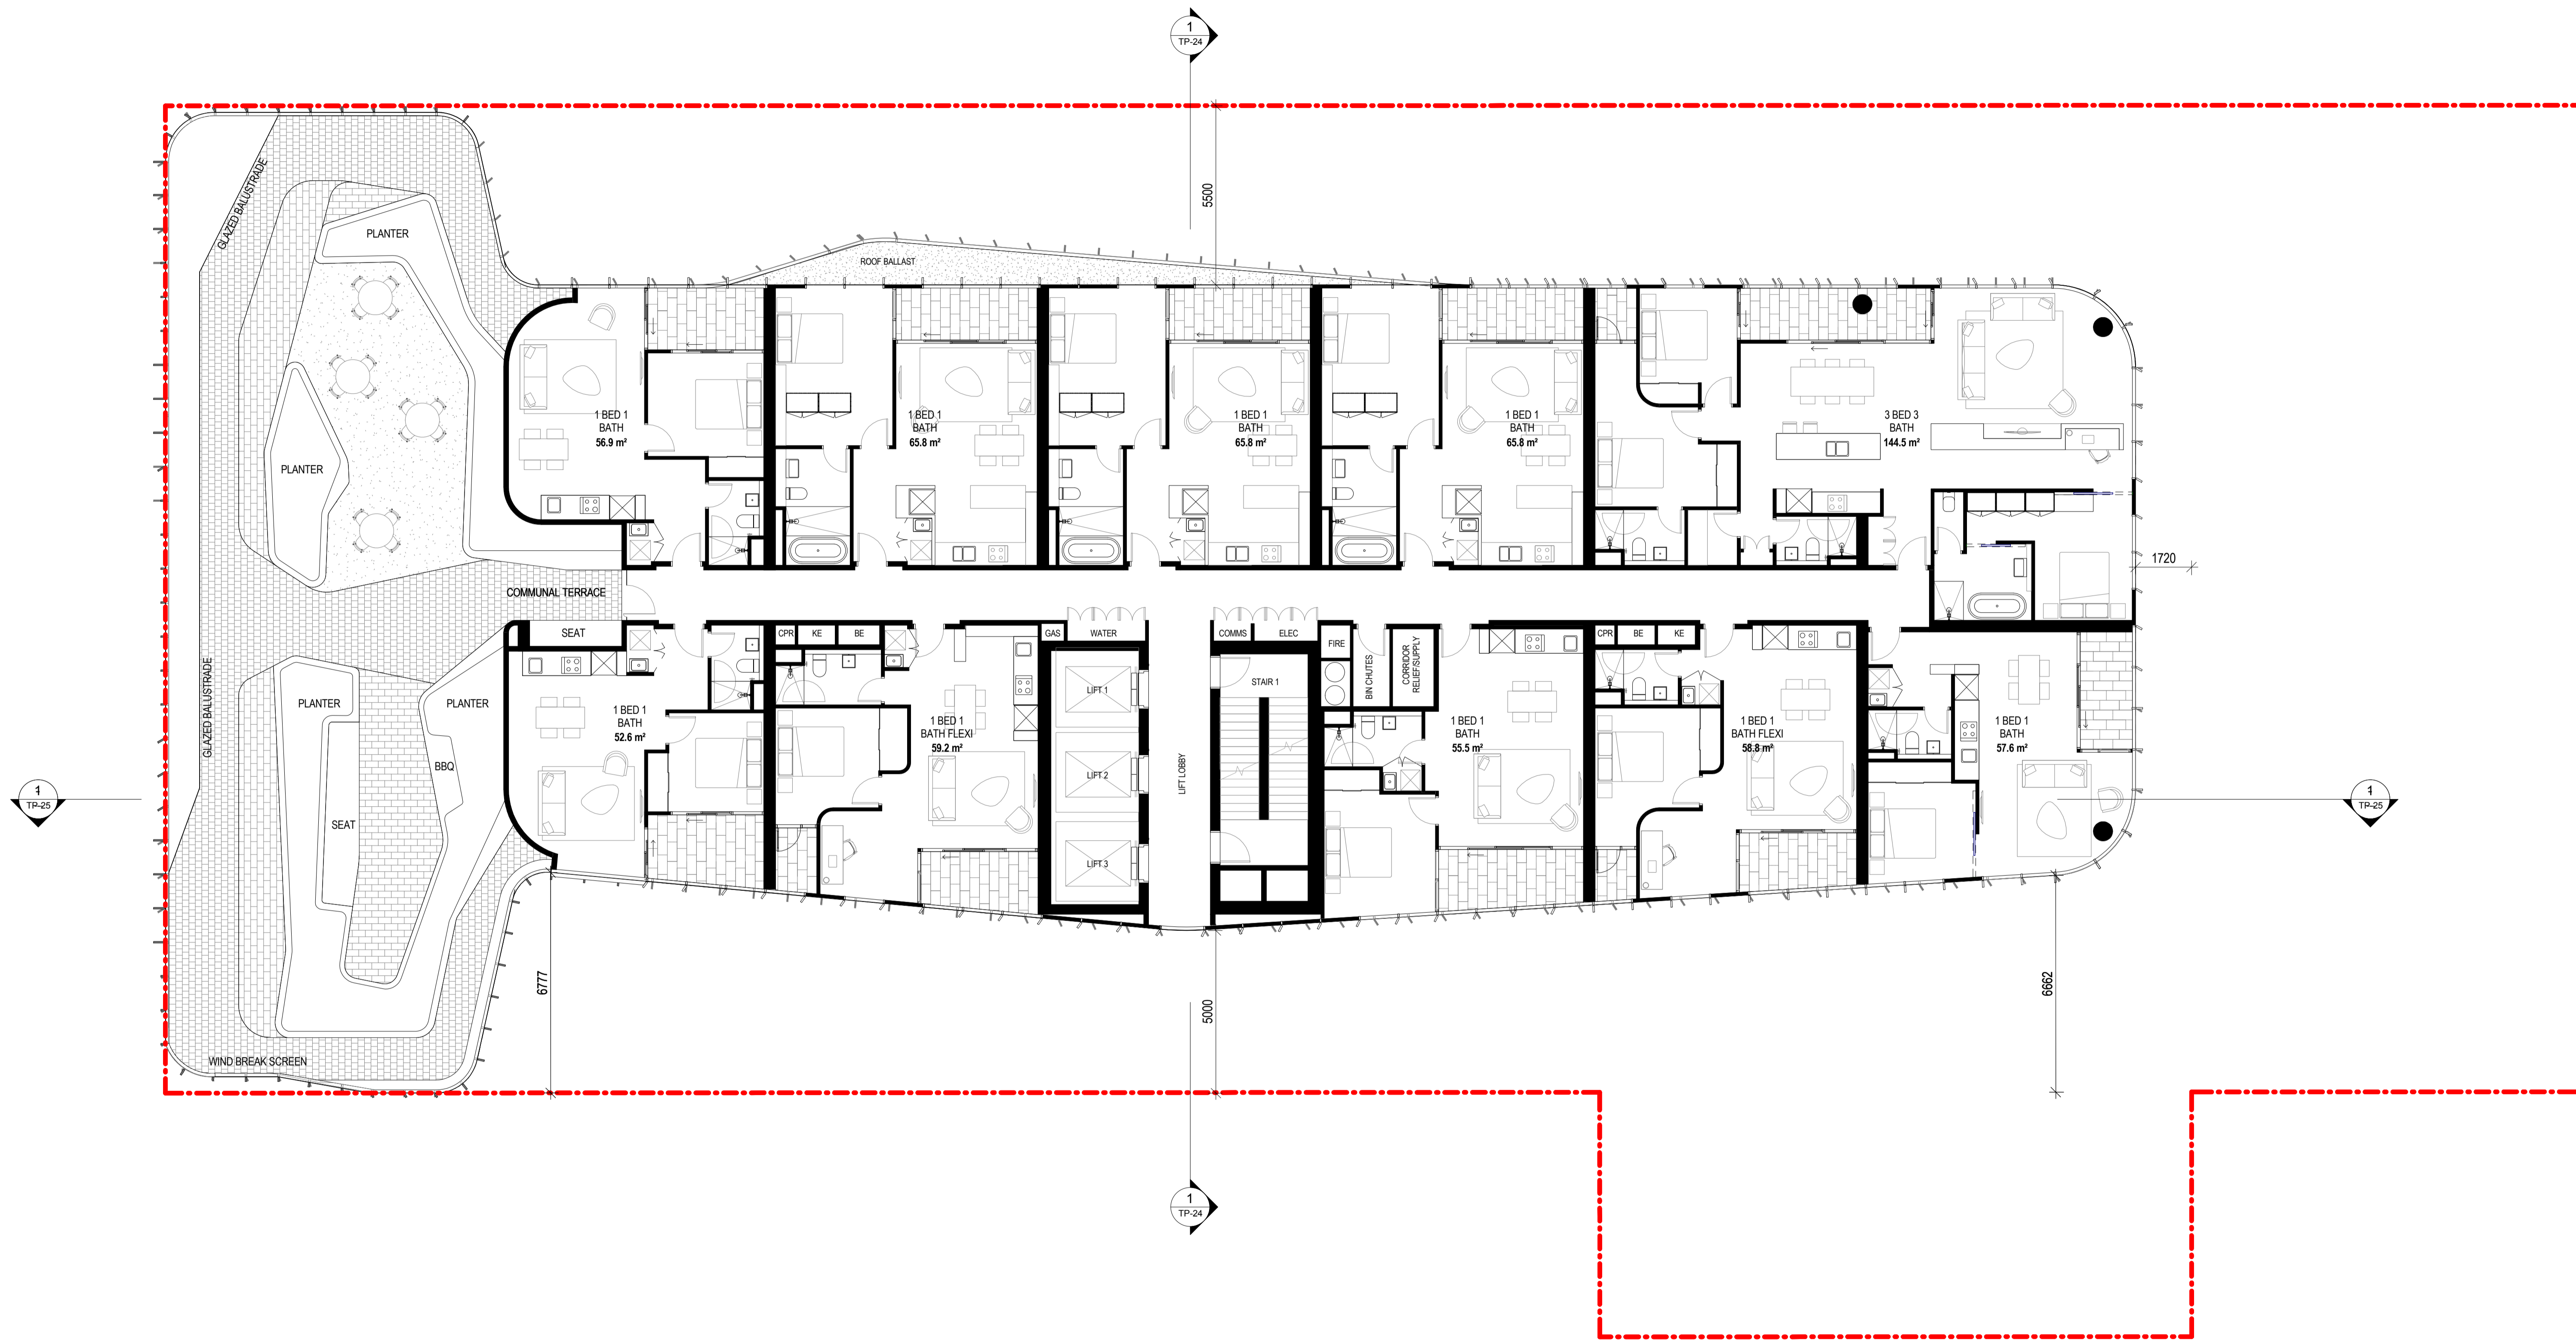 1
TP-24
5500
GLAZED BALUSTRADE
PLANTER
ROOF BALLAST
1 BED 1
BATH
56.9 m²
1 BED 1
BATH
65.8 m²
1 BED 1
BATH
65.8 m²
1 BED 1
BATH
65.8 m²
3 BED 3
BATH
144.5 m²
PLANTER
1720
COMMUNAL TERRACE
SEAT
CPR
KE
BE
GAS
WATER
COMMS
ELEC
FIRE
BIN CHUTES
CORRIDOR
RELIEF/SUPPLY
CPR
BE
KE
GLAZED BALUSTRADE
PLANTER
PLANTER
1 BED 1
BATH
52.6 m²
1 BED 1
BATH FLEXI
59.2 m²
LIFT 1
STAIR 1
1 BED 1
BATH
55.5 m²
1 BED 1
BATH FLEXI
58.8 m²
1 BED 1
BATH
57.6 m²
BBQ
LIFT 2
LIFT LOBBY
1
TP-25
1
TP-25
SEAT
LIFT 3
6777
5000
6662
WIND BREAK SCREEN
1
TP-24